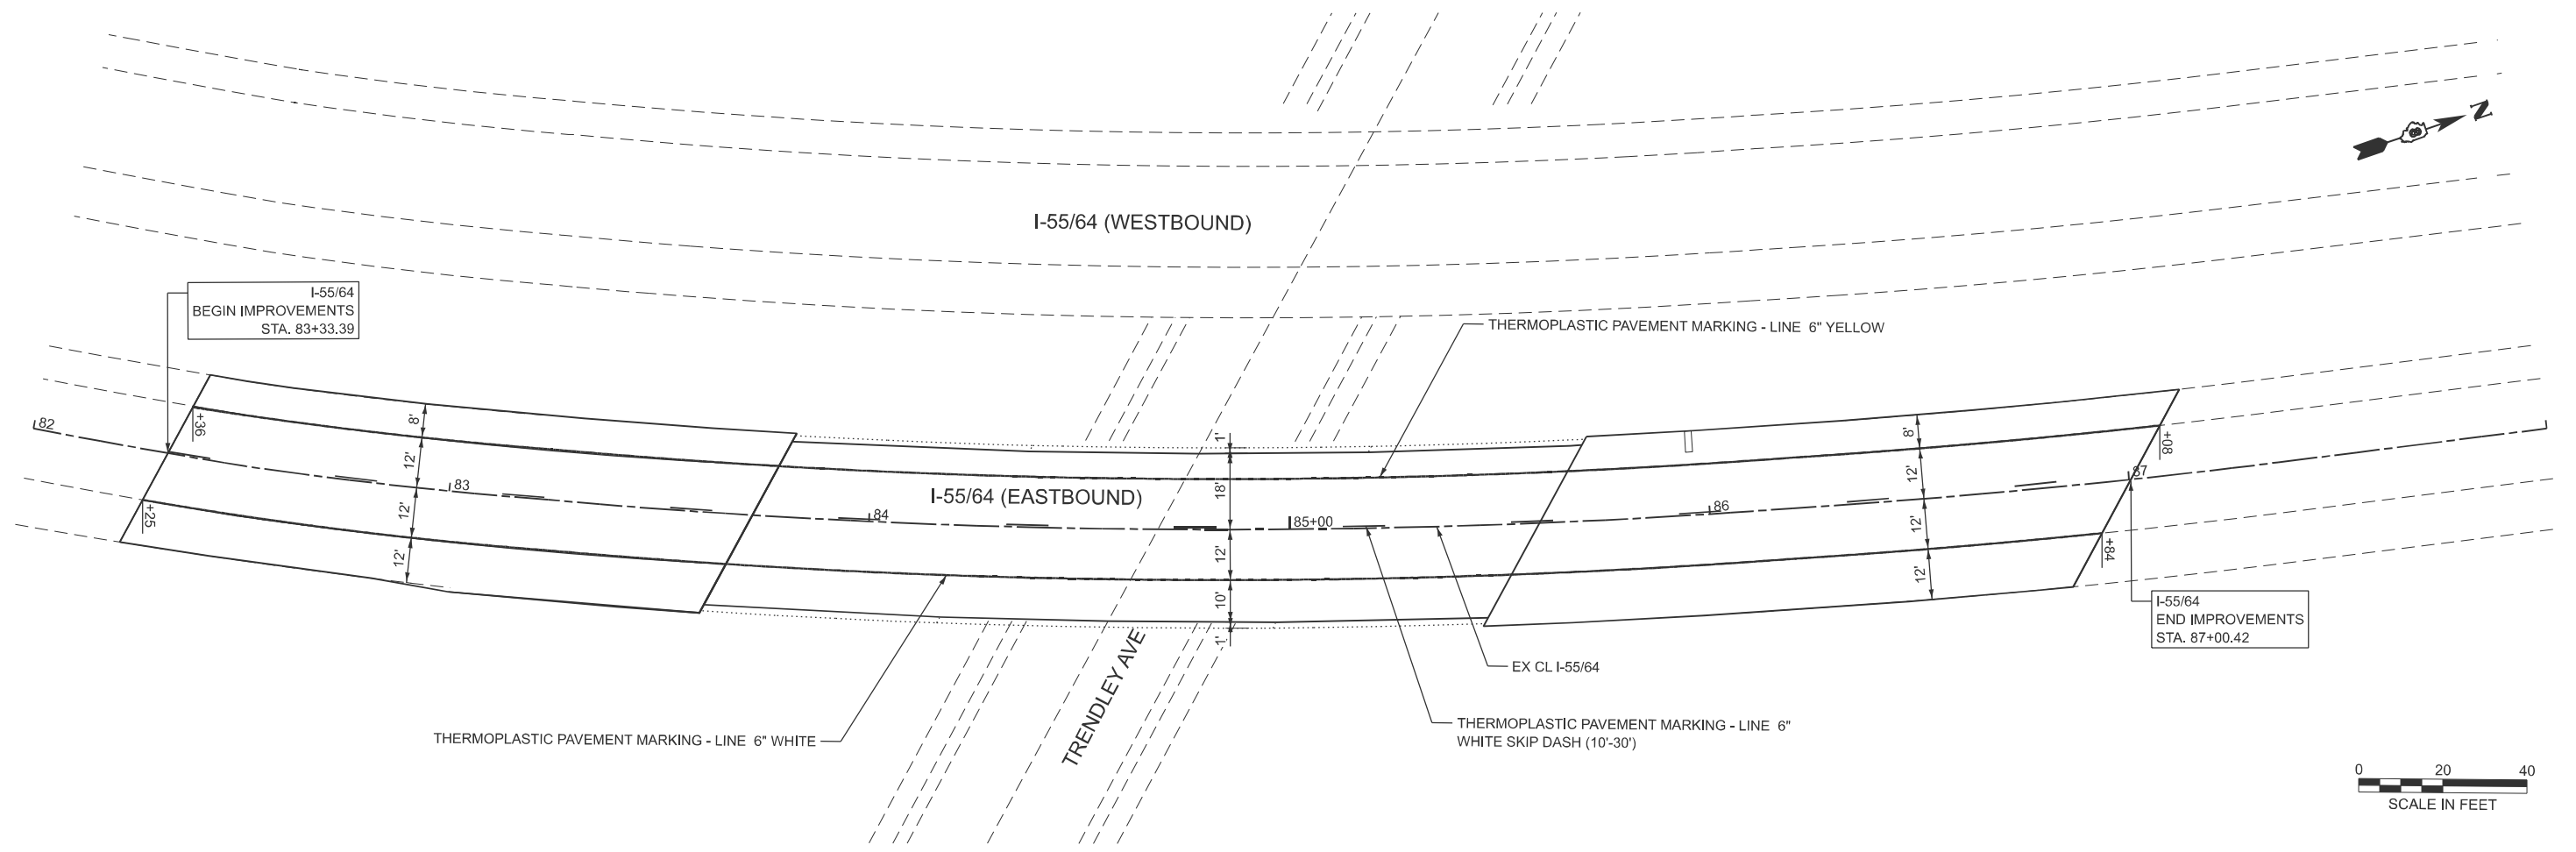 N
I-55/64 (WESTBOUND)
I-55/64
BEGIN IMPROVEMENTS
STA. 83+33.39
THERMOPLASTIC PAVEMENT MARKING - LINE 6" YELLOW
82
+36
+25
8'
12'
12'
12'
83
84
I-55/64 (EASTBOUND)
1'
18'
12'
10'
1'
85+00
86
8'
12'
12'
12'
87
+08
+84
I-55/64
END IMPROVEMENTS
STA. 87+00.42
EX CL I-55/64
TRENDLEY AVE
THERMOPLASTIC PAVEMENT MARKING - LINE 6" WHITE
THERMOPLASTIC PAVEMENT MARKING - LINE 6"
WHITE SKIP DASH (10'-30')
0 20 40
SCALE IN FEET